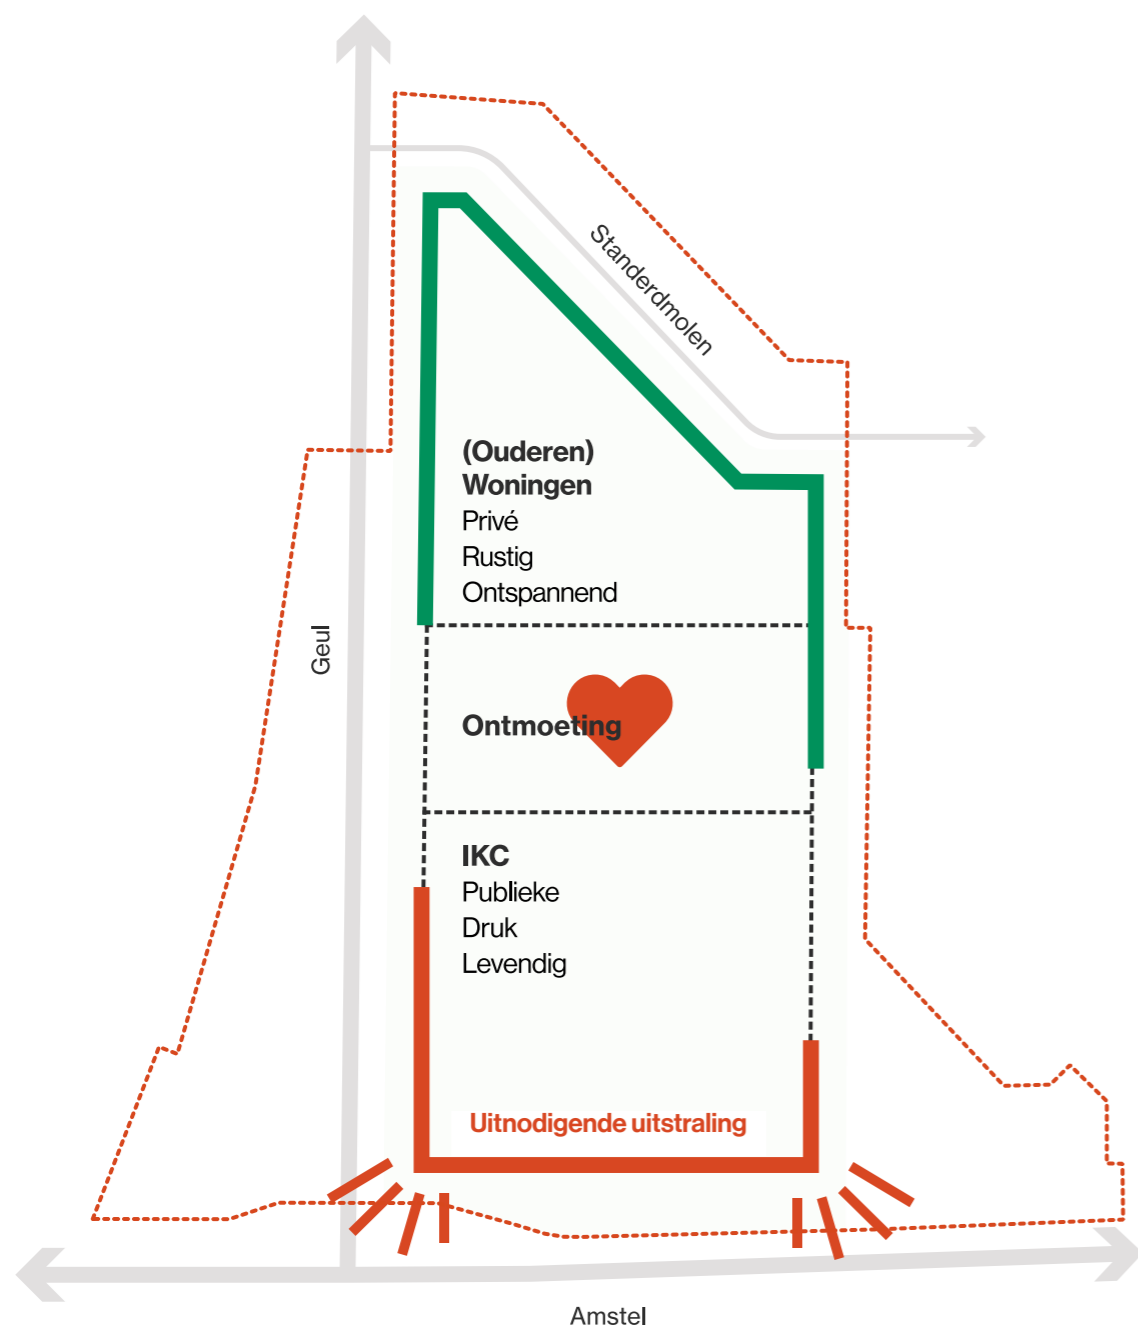 Standerdmolen
(Ouderen)
Woningen
Privé
Rustig
Ontspannend
Geul
Ontmoeting
IKC
Publieke
Druk
Levendig
Uitnodigende uitstraling
Amstel